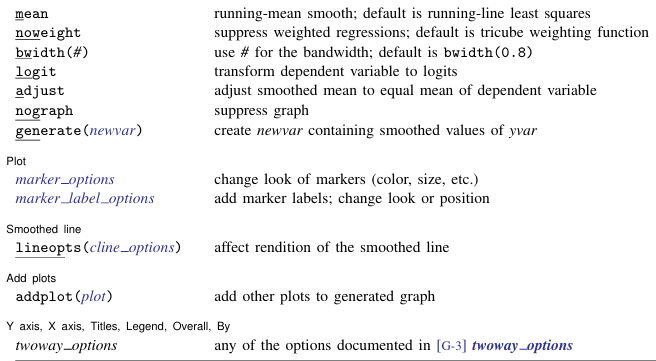 mean running-mean smooth; default is running-line least squares
noweight suppress weighted regressions; default is tricube weighting function
bwidth(#) use # for the bandwidth; default is bwidth(0.8)
logit transform dependent variable to logits
adjust adjust smoothed mean to equal mean of dependent variable
nograph suppress graph
generate(newvar) create newvar containing smoothed values of yvar
Plot
marker_options change look of markers (color, size, etc.)
marker_label_options add marker labels; change look or position
Smoothed line
lineopts(cline_options) affect rendition of the smoothed line
Add plots
addplot(plot) add other plots to generated graph
Y axis, X axis, Titles, Legend, Overall, By
twoway_options any of the options documented in [G-3] twoway_options